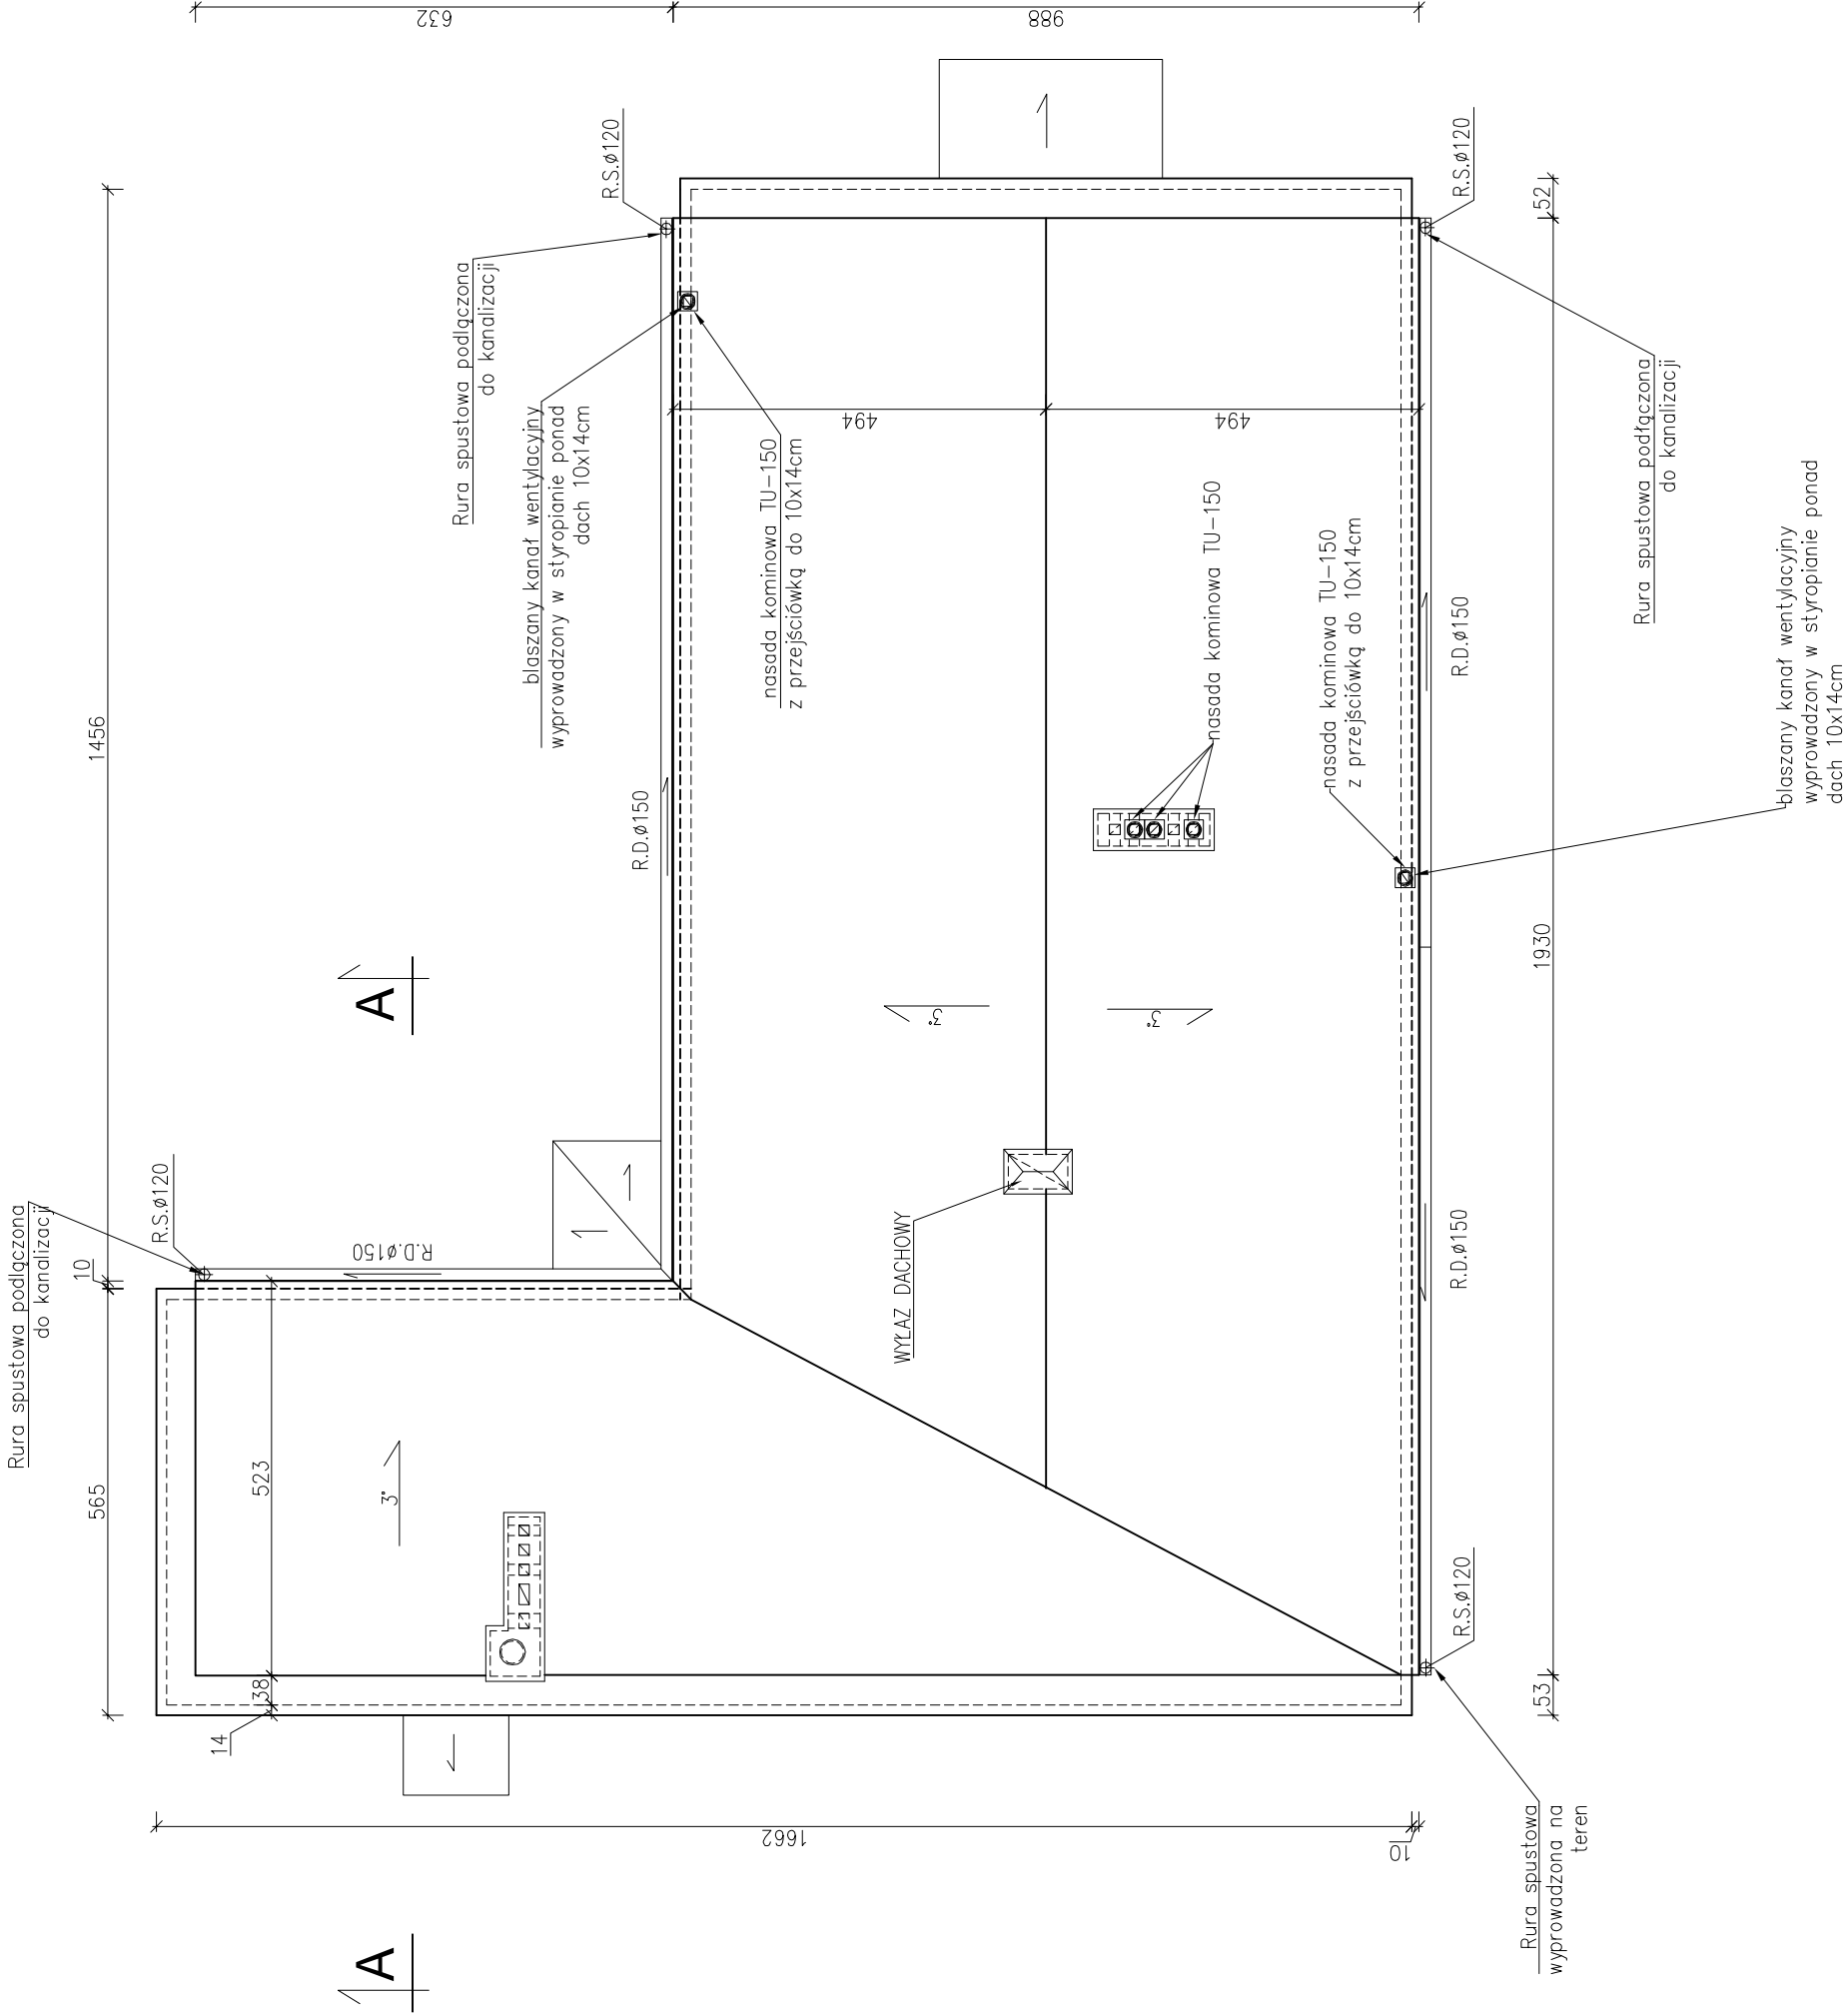 Rura spustowa podłączona
do kanalizacji
10
R.S.ø120
565
1456
523
38
14
3°
R.D.ø150
A
A
Rura spustowa podłączona
do kanalizacji
R.S.ø120
blaszany kanał wentylacyjny
wyprowadzony w styropianie ponad
dach 10x14cm
R.D.ø150
nasada kominowa TU-150
z przejściówką do 10x14cm
632
988
494
494
3°
3°
WYŁAZ DACHOWY
nasada kominowa TU-150
nasada kominowa TU-150
z przejściówką do 10x14cm
1662
10
R.D.ø150
R.D.ø150
R.S.ø120
R.S.ø120
53
1930
52
Rura spustowa
wyprowadzona na
teren
Rura spustowa podłączona
do kanalizacji
blaszany kanał wentylacyjny
wyprowadzony w styropianie ponad
dach 10x14cm